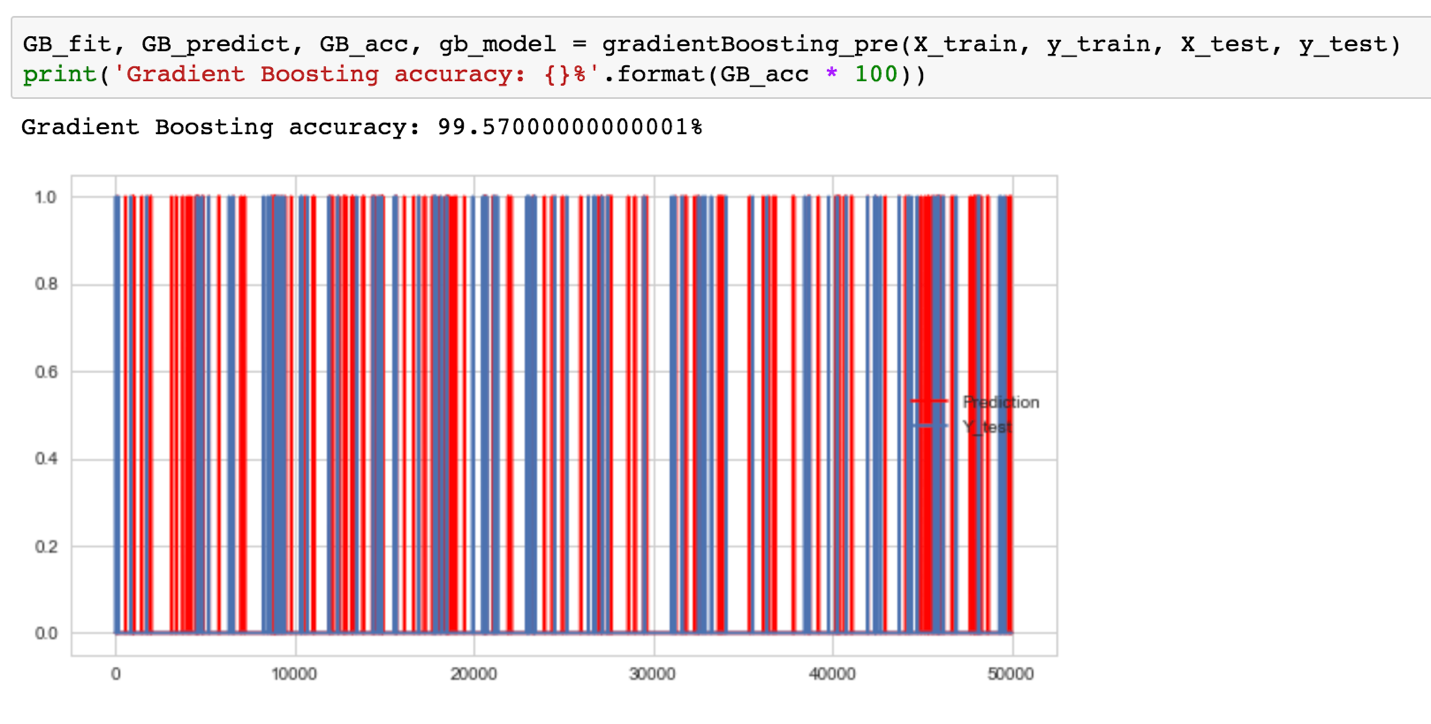 GB_fit, GB_predict, GB_acc, gb_model = gradientBoosting_pre(X_train, y_train, X_test, y_test)
print('Gradient Boosting accuracy: {}%'.format(GB_acc * 100))
Gradient Boosting accuracy: 99.57000000000001%
1.0
0.8
0.6
Prediction
Y_test
0.4
0.2
0.0
0 10000 20000 30000 40000 50000